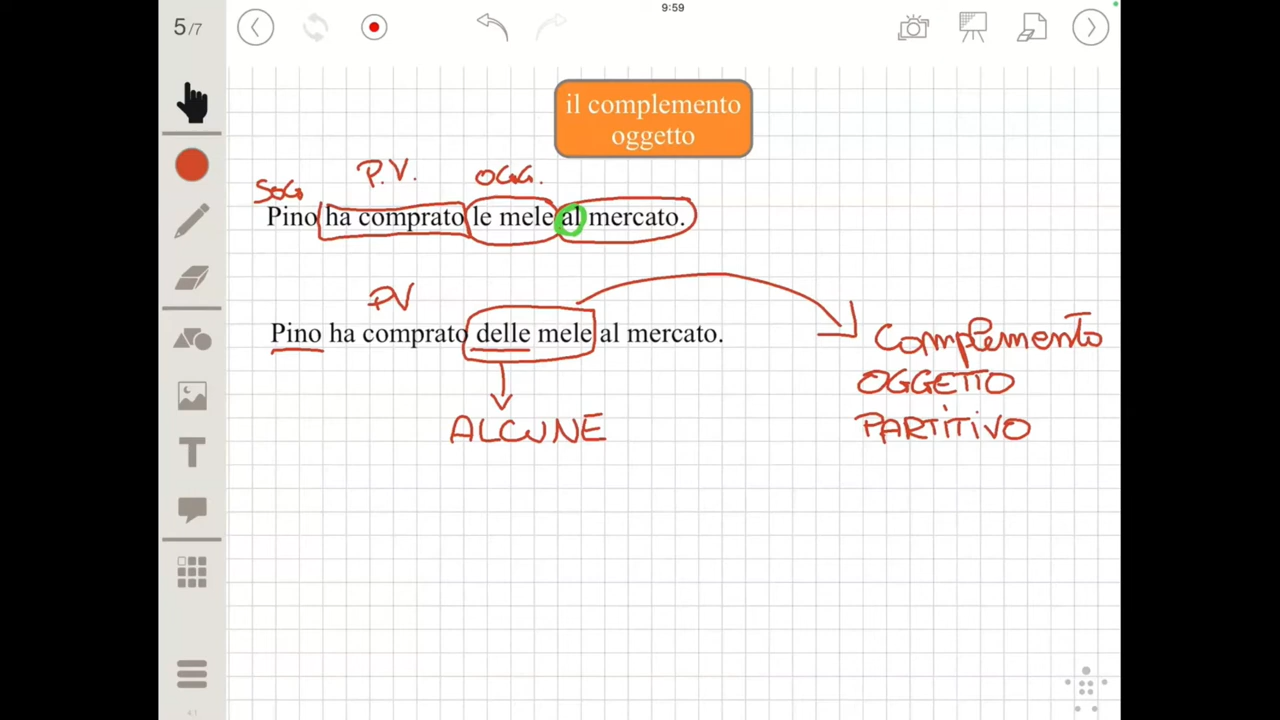 9:59
5/7
il complemento
oggetto
SOG. P.V. OGG.
Pino ha comprato le mele al mercato.
PV
Pino ha comprato delle mele al mercato.
Complemento
OGGETTO
ALCUNE
PARTITIVO
T